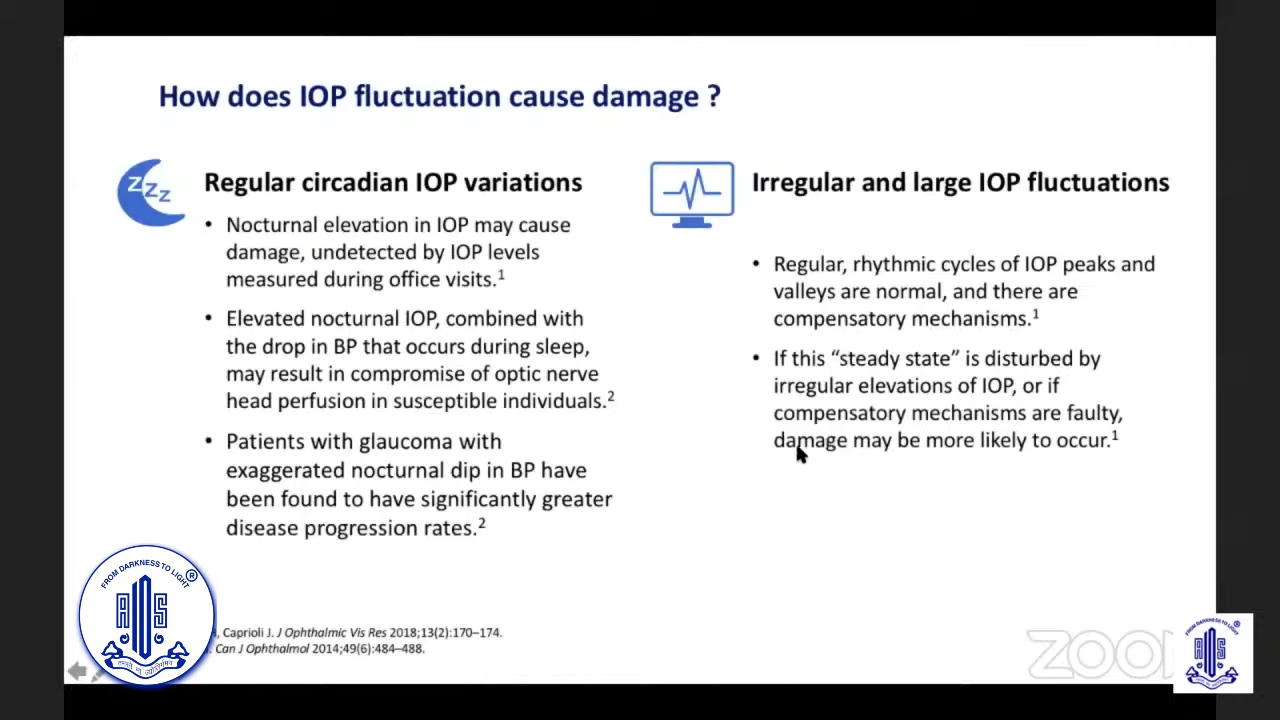 How does IOP fluctuation cause damage ?
zzz
Regular circadian IOP variations
• Nocturnal elevation in IOP may cause
damage, undetected by IOP levels
measured during office visits.1
• Elevated nocturnal IOP, combined with
the drop in BP that occurs during sleep,
may result in compromise of optic nerve
head perfusion in susceptible individuals.2
• Patients with glaucoma with
exaggerated nocturnal dip in BP have
been found to have significantly greater
disease progression rates.2
Irregular and large IOP fluctuations
• Regular, rhythmic cycles of IOP peaks and
valleys are normal, and there are
compensatory mechanisms.1
• If this “steady state” is disturbed by
irregular elevations of IOP, or if
compensatory mechanisms are faulty,
damage may be more likely to occur.1
Caprioli J. J Ophthalmic Vis Res 2018;13(2):170–174.
Can J Ophthalmol 2014;49(6):484–488.
FROM DARKNESS TO LIGHT
®
AIOS
zoom
FROM DARKNESS TO LIGHT
®